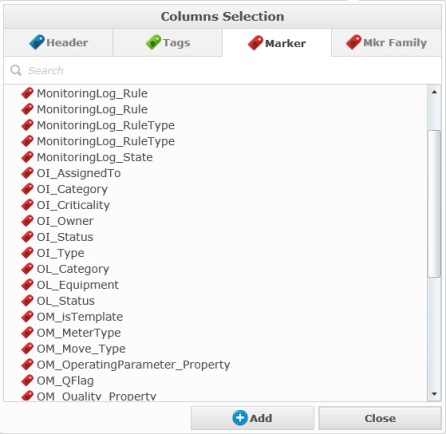 Columns Selection
Header Tags Marker Mkr Family
Search
MonitoringLog_Rule
MonitoringLog_Rule
MonitoringLog_RuleType
MonitoringLog_RuleType
MonitoringLog_State
OI_AssignedTo
OI_Category
OI_Criticality
OI_Owner
OI_Status
OI_Type
OL_Category
OL_Equipment
OL_Status
OM_isTemplate
OM_MeterType
OM_Move_Type
OM_OperatingParameter_Property
OM_QFlag
OM_Quality_Property
Add Close